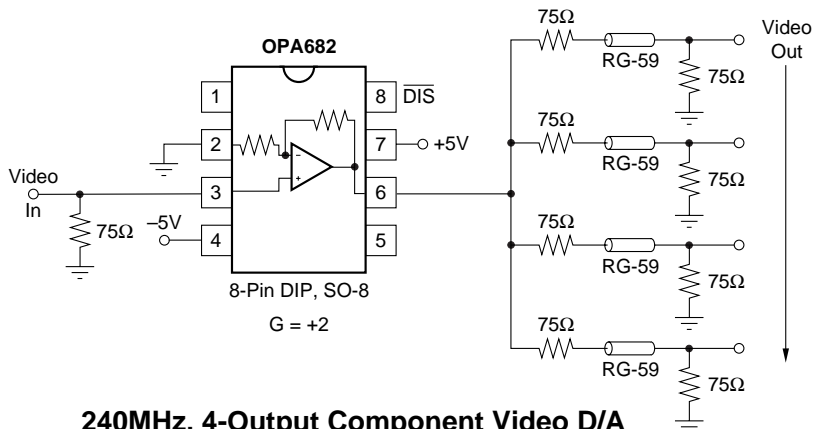 OPA682
1
2
3
4
8
DIS
7
+5V
6
5
Video
In
75Ω
–5V
8-Pin DIP, SO-8
G = +2
75Ω
RG-59
75Ω
75Ω
RG-59
75Ω
75Ω
RG-59
75Ω
75Ω
RG-59
75Ω
Video
Out
240MHz, 4-Output Component Video D/A